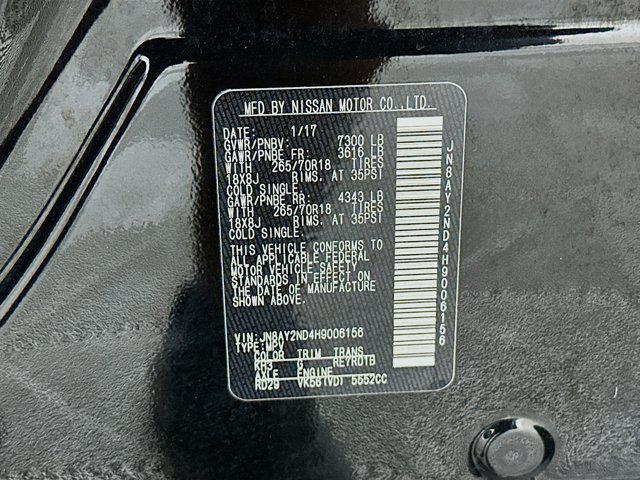 MFD BY NISSAN MOTOR CO.,LTD.
DATE: 1/17
GVWR/PNBV: 7300 LB
GAWR/PNBE FR: 3616 LB
WITH 265/70R18 TIRES
18X8J RIMS. AT 35PSI
COLD SINGLE.
GAWR/PNBE RR: 4343 LB
WITH 265/70R18 TIRES
18X8J RIMS. AT 35PSI
COLD SINGLE.
THIS VEHICLE CONFORMS TO
ALL APPLICABLE FEDERAL
MOTOR VEHICLE SAFETY
STANDARDS IN EFFECT ON
THE DATE OF MANUFACTURE
SHOWN ABOVE.
VIN: JN8AY2ND4H9006156
TYPE: MPV
COLOR TRIM TRANS
KH3 G RE7R01B
AXLE ENGINE
RD29 VK56(VD) 5552CC
JN8AY2ND4H9006156